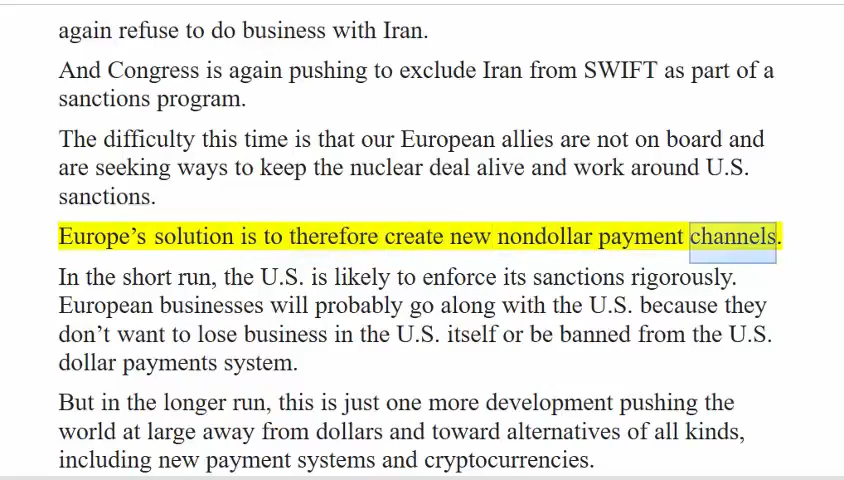 again refuse to do business with Iran.
And Congress is again pushing to exclude Iran from SWIFT as part of a
sanctions program.
The difficulty this time is that our European allies are not on board and
are seeking ways to keep the nuclear deal alive and work around U.S.
sanctions.
Europe’s solution is to therefore create new nondollar payment channels.
In the short run, the U.S. is likely to enforce its sanctions rigorously.
European businesses will probably go along with the U.S. because they
don’t want to lose business in the U.S. itself or be banned from the U.S.
dollar payments system.
But in the longer run, this is just one more development pushing the
world at large away from dollars and toward alternatives of all kinds,
including new payment systems and cryptocurrencies.